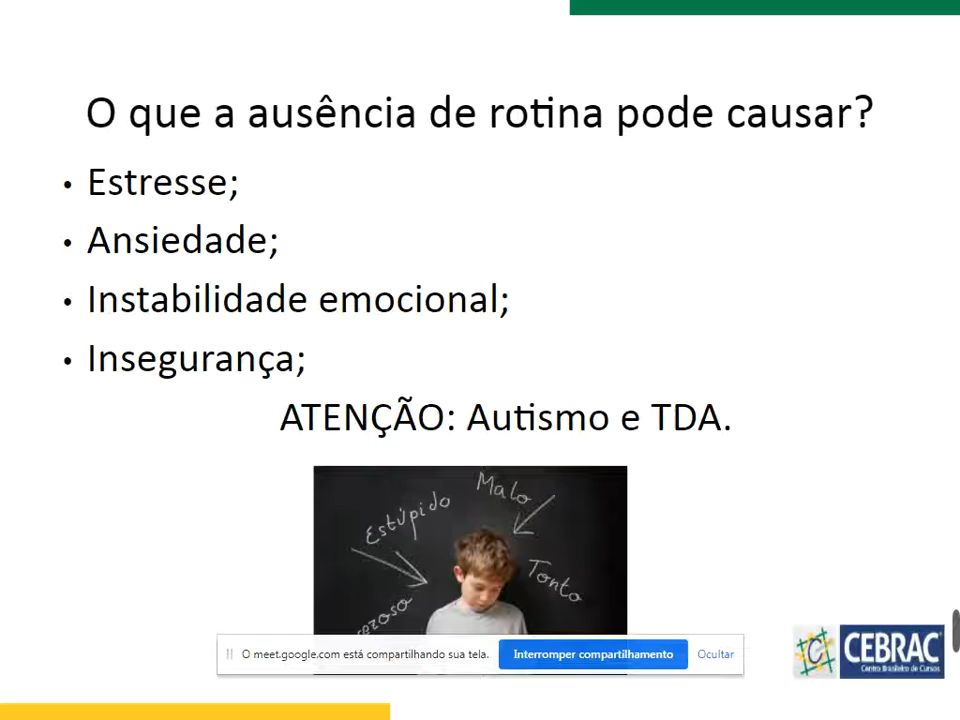 O que a ausência de rotina pode causar?
• Estresse;
• Ansiedade;
• Instabilidade emocional;
• Insegurança;
ATENÇÃO: Autismo e TDA.
Malo
Estúpido
Tonto
O meet.google.com está compartilhando sua tela.
Interromper compartilhamento
Ocultar
CEBRAC
Centro Brasileiro de Cursos